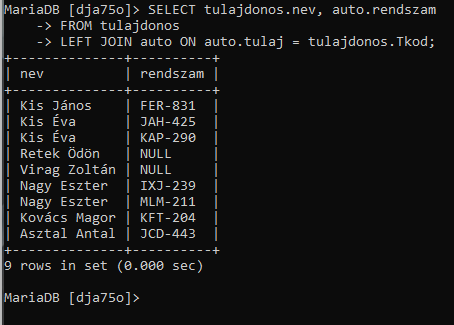 MariaDB [dja75o]> SELECT tulajdonos.nev, auto.rendszam
    -> FROM tulajdonos
    -> LEFT JOIN auto ON auto.tulaj = tulajdonos.Tkod;
+--------------+----------+
| nev          | rendszam |
+--------------+----------+
| Kis János    | FER-831  |
| Kis Éva      | JAH-425  |
| Kis Éva      | KAP-290  |
| Retek Ödön   | NULL     |
| Virag Zoltán | NULL     |
| Nagy Eszter  | IXJ-239  |
| Nagy Eszter  | MLM-211  |
| Kovács Magor | KFT-204  |
| Asztal Antal | JCD-443  |
+--------------+----------+
9 rows in set (0.000 sec)
MariaDB [dja75o]>